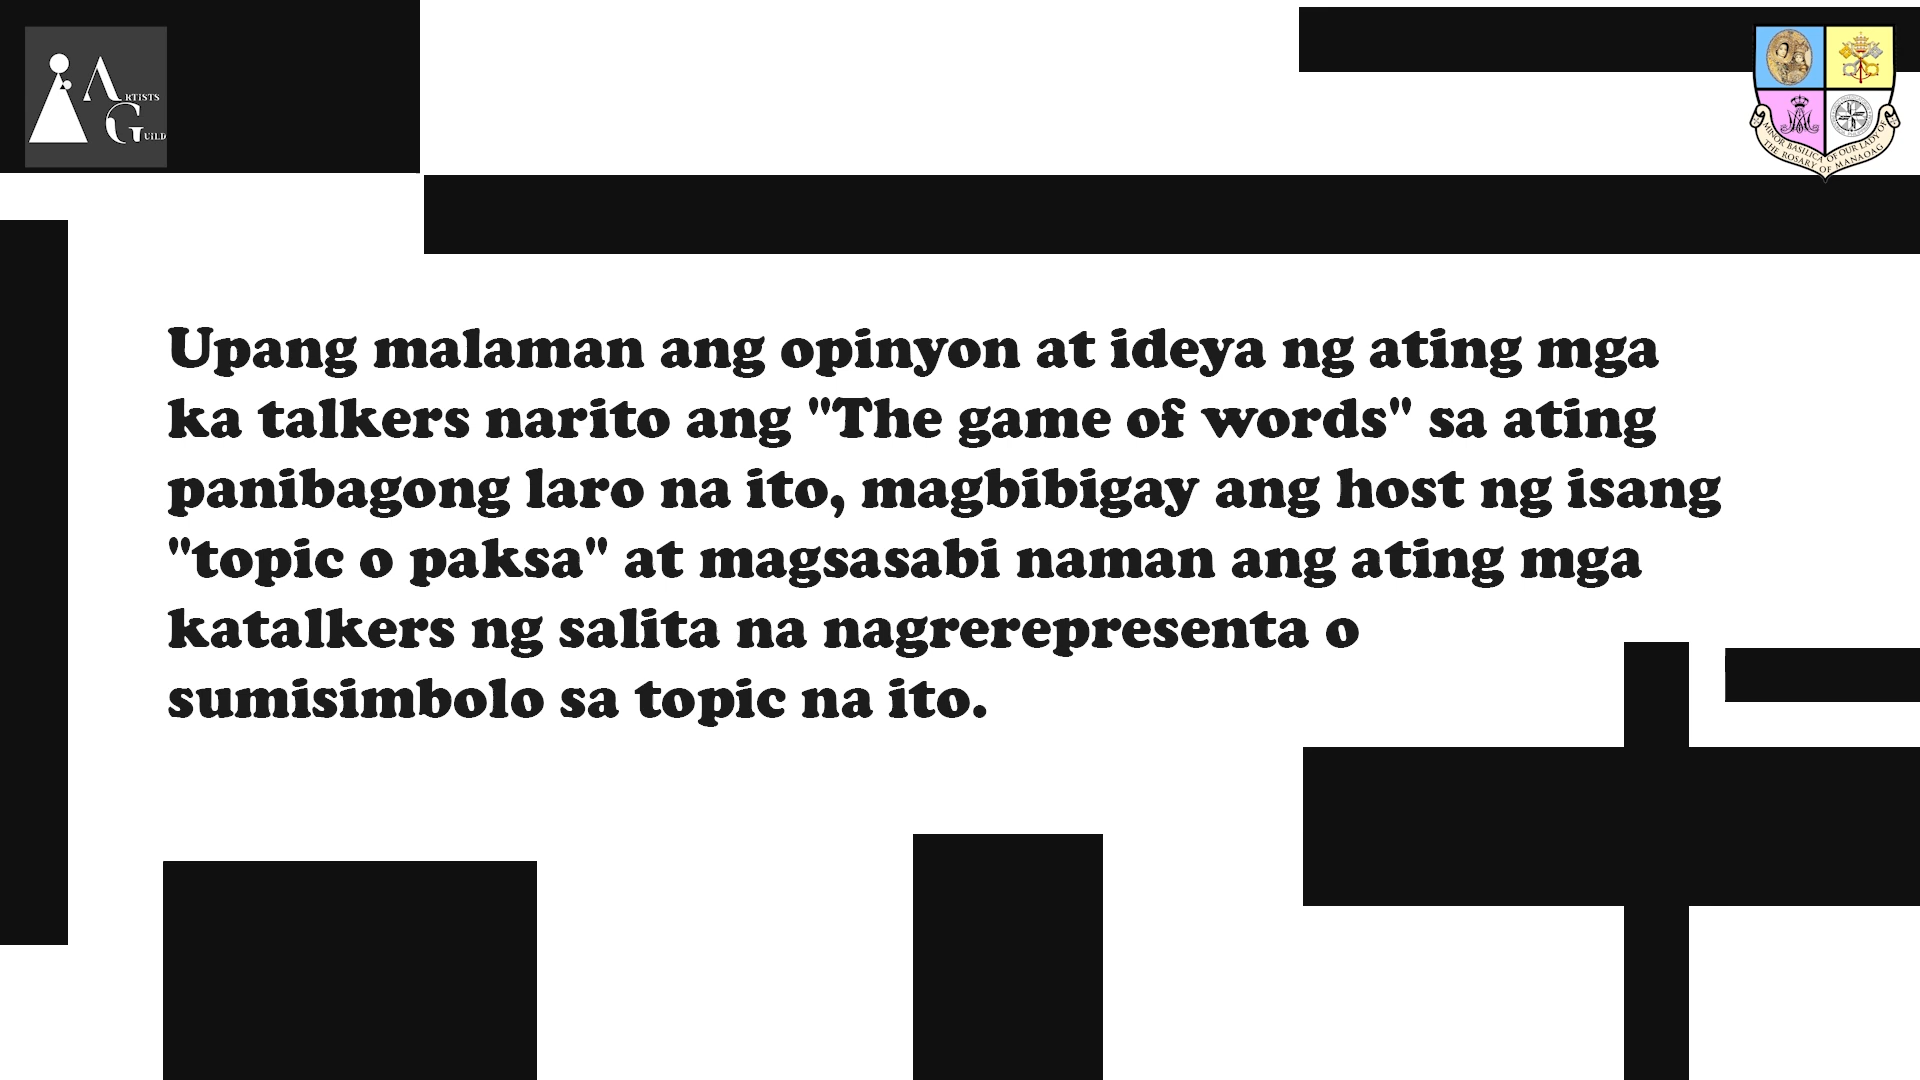 ARTISTS
GUILD
MINOR BASILICA OF OUR LADY OF
THE ROSARY OF MANAOAG
Upang malaman ang opinyon at ideya ng ating mga
ka talkers narito ang "The game of words" sa ating
panibagong laro na ito, magbibigay ang host ng isang
"topic o paksa" at magsasabi naman ang ating mga
katalkers ng salita na nagrerepresenta o
sumisimbolo sa topic na ito.